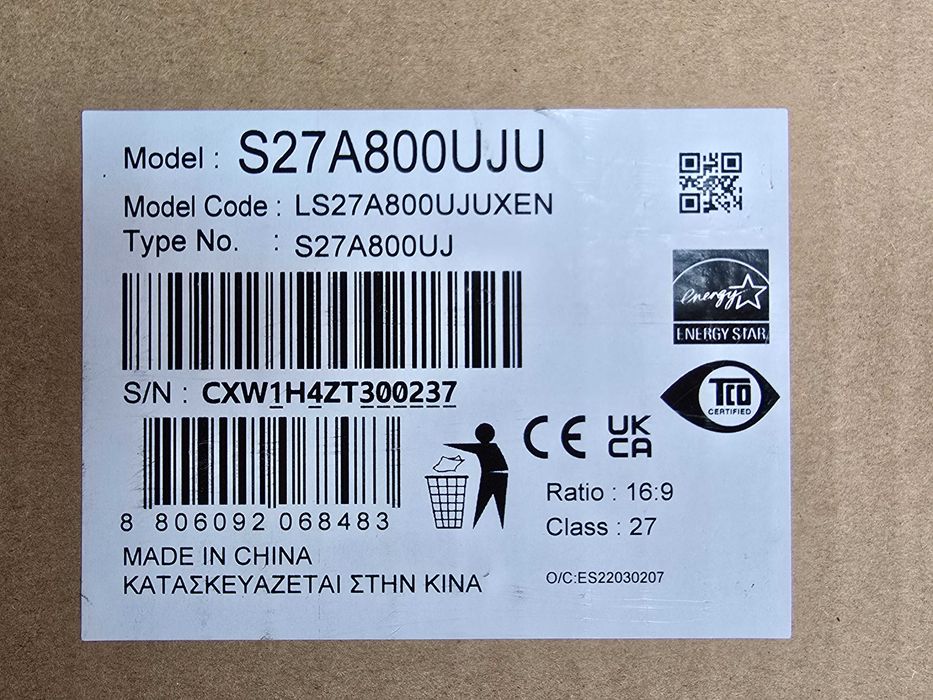 Model : S27A800UJU
Model Code : LS27A800UJUXEN
Type No. : S27A800UJ
energy
ENERGY STAR
S/N : CXW1H4ZT300237
TCO
CERTIFIED
CE
UK
CA
8 806092 068483
Ratio : 16:9
Class : 27
MADE IN CHINA
ΚΑΤΑΣΚΕΥΑΖΕΤΑΙ ΣΤΗΝ ΚΙΝΑ
O/C:ES22030207